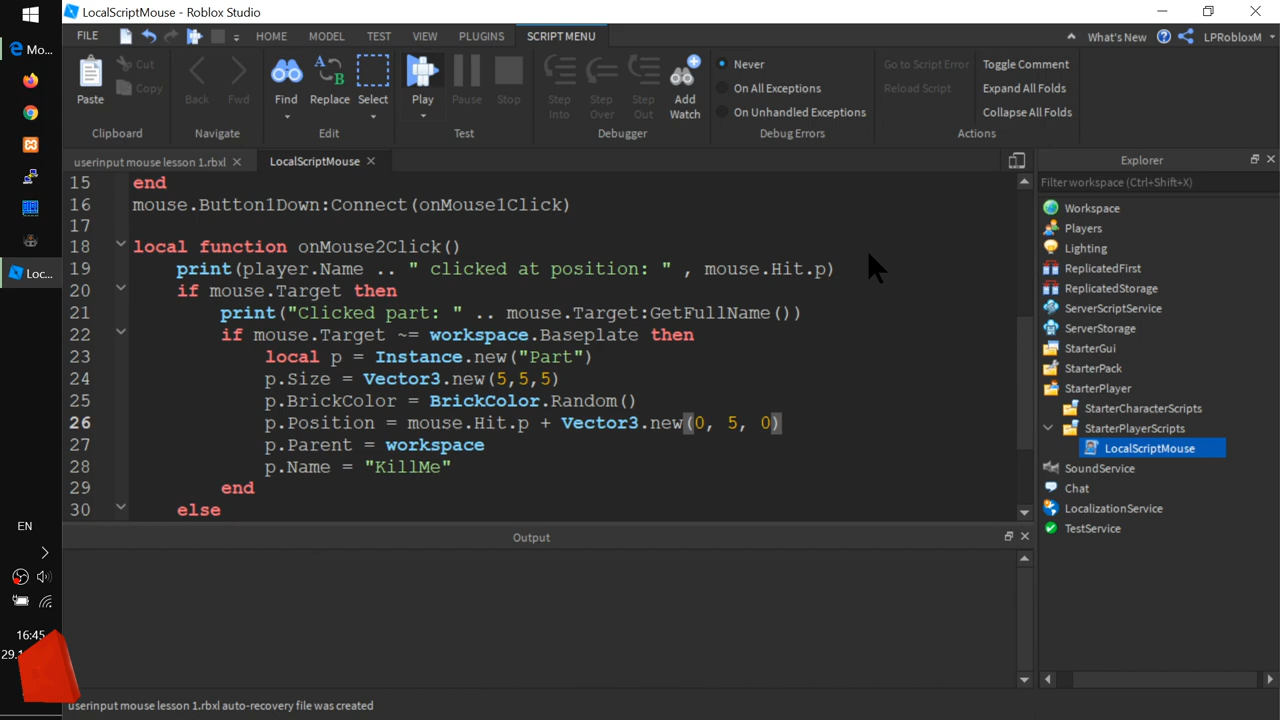 LocalScriptMouse - Roblox Studio
Mo...
Loc...
EN
16:45
FILE
HOME
MODEL
TEST
VIEW
PLUGINS
SCRIPT MENU
What's New
LPRobloxM
Paste
Cut
Copy
Clipboard
Back
Fwd
Navigate
Find
Replace
Select
Edit
Play
Pause
Stop
Test
Step Into
Step Over
Step Out
Add Watch
Debugger
Never
On All Exceptions
On Unhandled Exceptions
Debug Errors
Go to Script Error
Reload Script
Toggle Comment
Expand All Folds
Collapse All Folds
Actions
userinput mouse lesson 1.rbxl
LocalScriptMouse
15 end
16 mouse.Button1Down:Connect(onMouse1Click)
17
18 local function onMouse2Click()
19 print(player.Name .. " clicked at position: " , mouse.Hit.p)
20 if mouse.Target then
21 print("Clicked part: " .. mouse.Target:GetFullName())
22 if mouse.Target ~= workspace.Baseplate then
23 local p = Instance.new("Part")
24 p.Size = Vector3.new(5,5,5)
25 p.BrickColor = BrickColor.Random()
26 p.Position = mouse.Hit.p + Vector3.new(0, 5, 0)
27 p.Parent = workspace
28 p.Name = "KillMe"
29 end
30 else
Output
userinput mouse lesson 1.rbxl auto-recovery file was created
Explorer
Filter workspace (Ctrl+Shift+X)
Workspace
Players
Lighting
ReplicatedFirst
ReplicatedStorage
ServerScriptService
ServerStorage
StarterGui
StarterPack
StarterPlayer
StarterCharacterScripts
StarterPlayerScripts
LocalScriptMouse
SoundService
Chat
LocalizationService
TestService